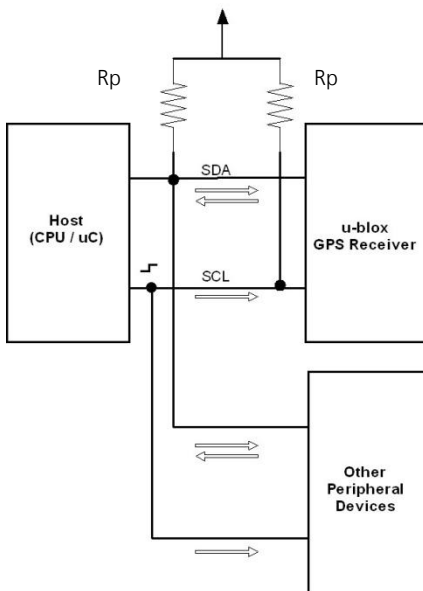 Rp
Rp
SDA
Host
(CPU / uC)
u-blox
GPS Receiver
SCL
Other
Peripheral
Devices